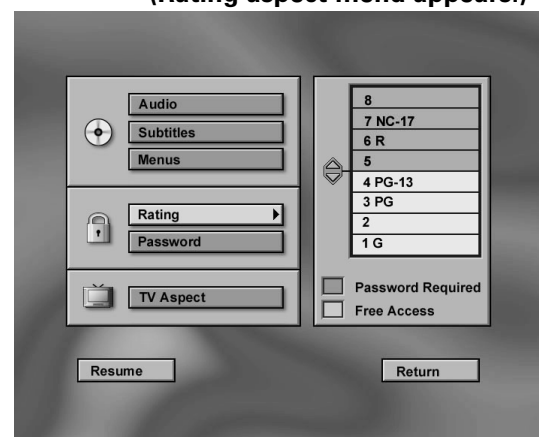 (Rating aspect menu appears.)
Audio
Subtitles
Menus
Rating
Password
TV Aspect
8
7 NC-17
6 R
5
4 PG-13
3 PG
2
1 G
Password Required
Free Access
Resume
Return